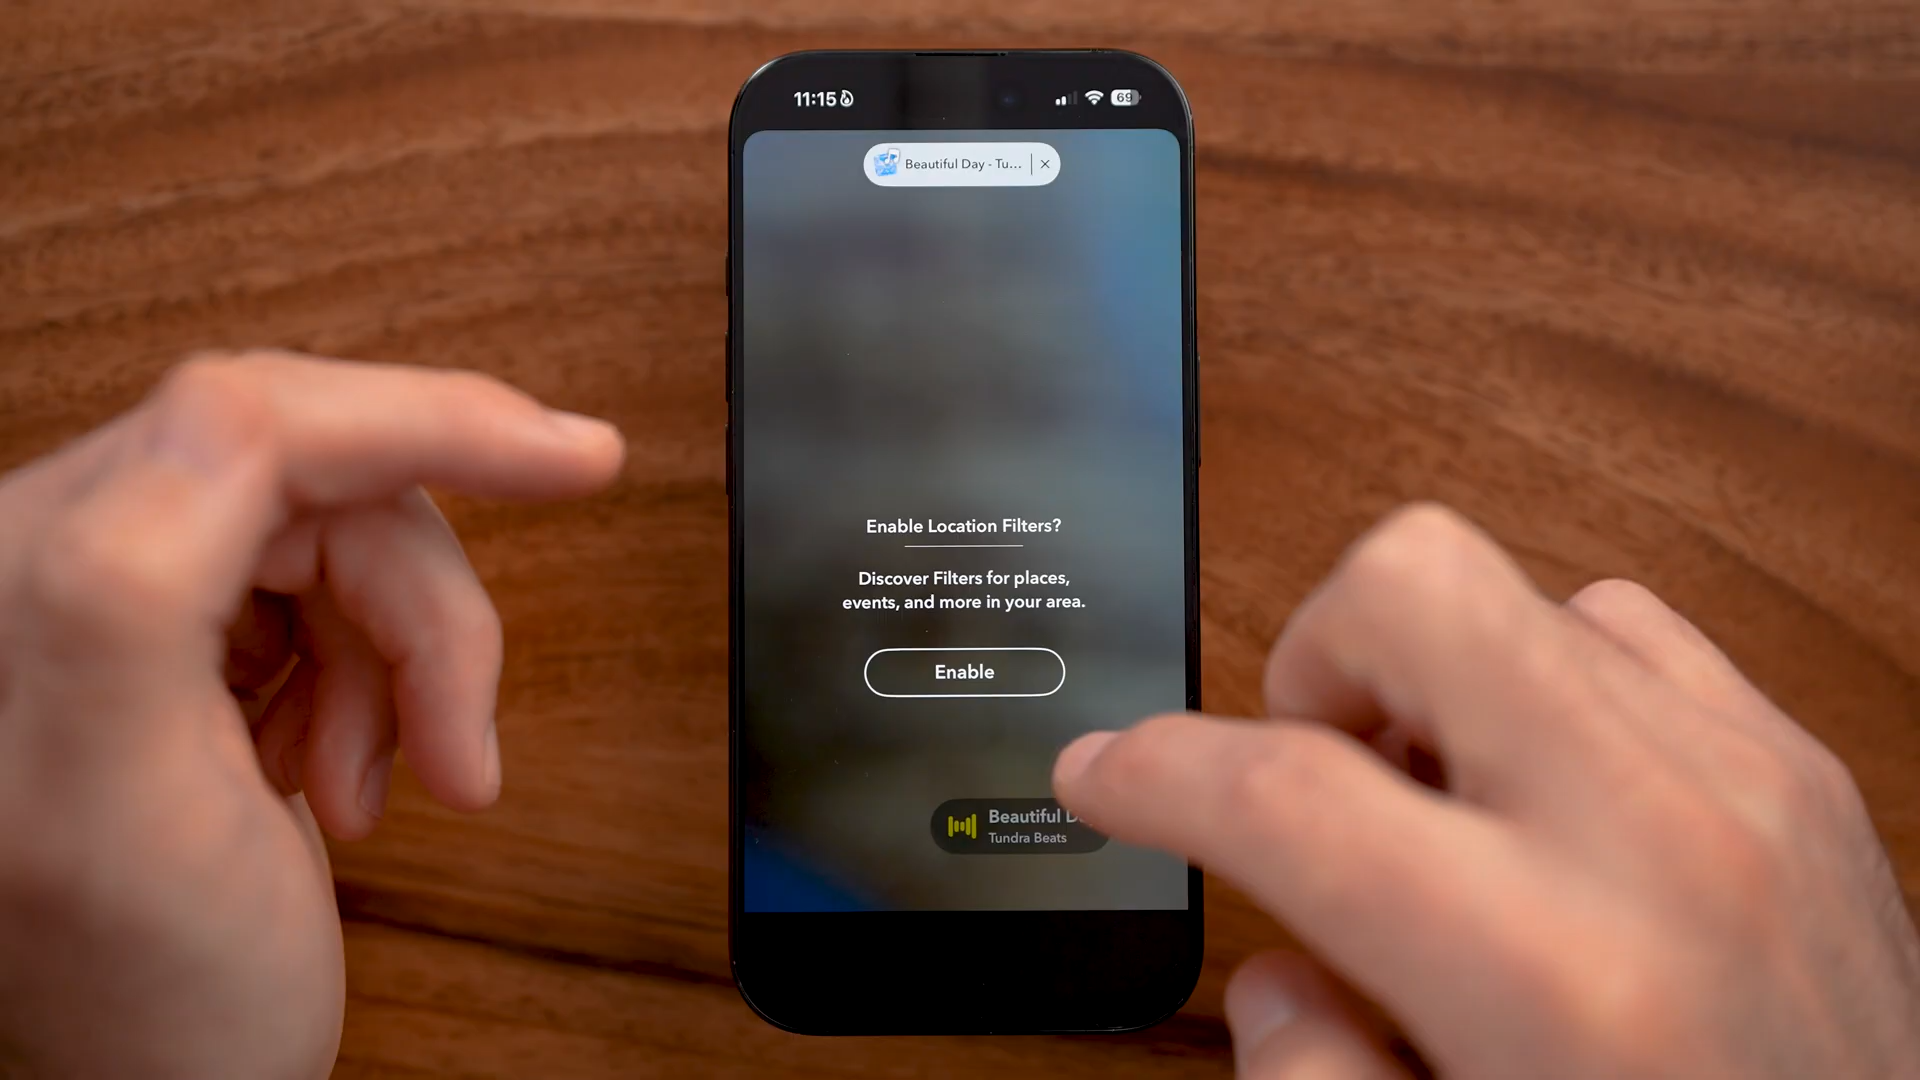 11:15
69
Beautiful Day - Tu...
Enable Location Filters?
Discover Filters for places,
events, and more in your area.
Enable
Beautiful D
Tundra Beats